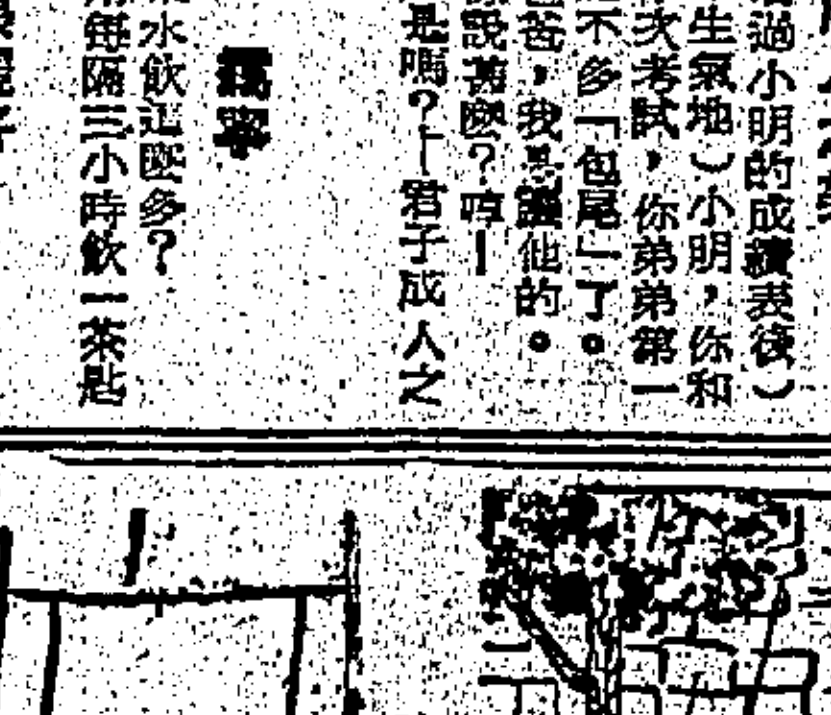 過小明的成績表後）
生氣地）小明，你和
次考試，你弟弟第一
不多「包尾」了。
爸，我是讓他的。
說甚麼？哼—
是嗎？—君子成人之
水飲這麼多？
每隔三小時飲一茶匙